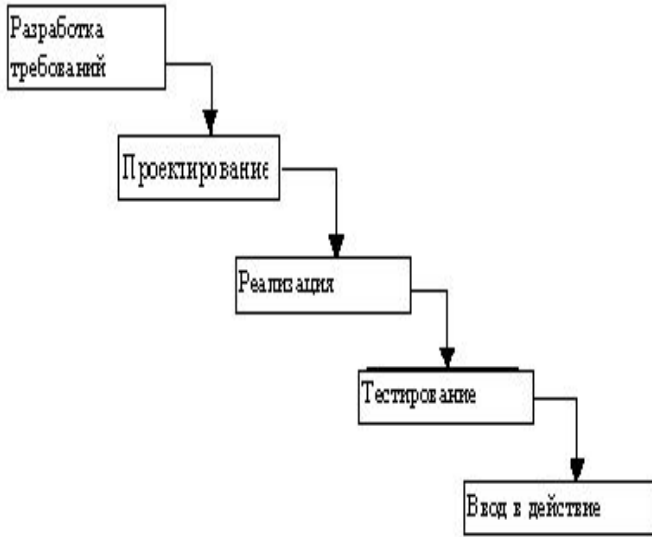 Разработка
требований
Проектирование
Реализация
Тестирование
Ввод в действие